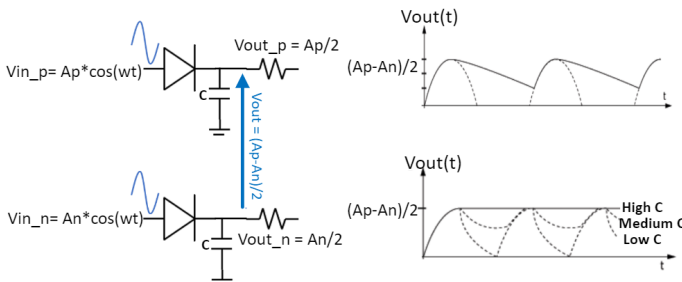 Vout_p = Ap/2
Vin_p= Ap*cos(wt)
C
Vout = (Ap-An)/2
Vin_n= An*cos(wt)
C
Vout_n = An/2
Vout(t)
(Ap-An)/2
t
Vout(t)
(Ap-An)/2
High C
Medium C
Low C
t